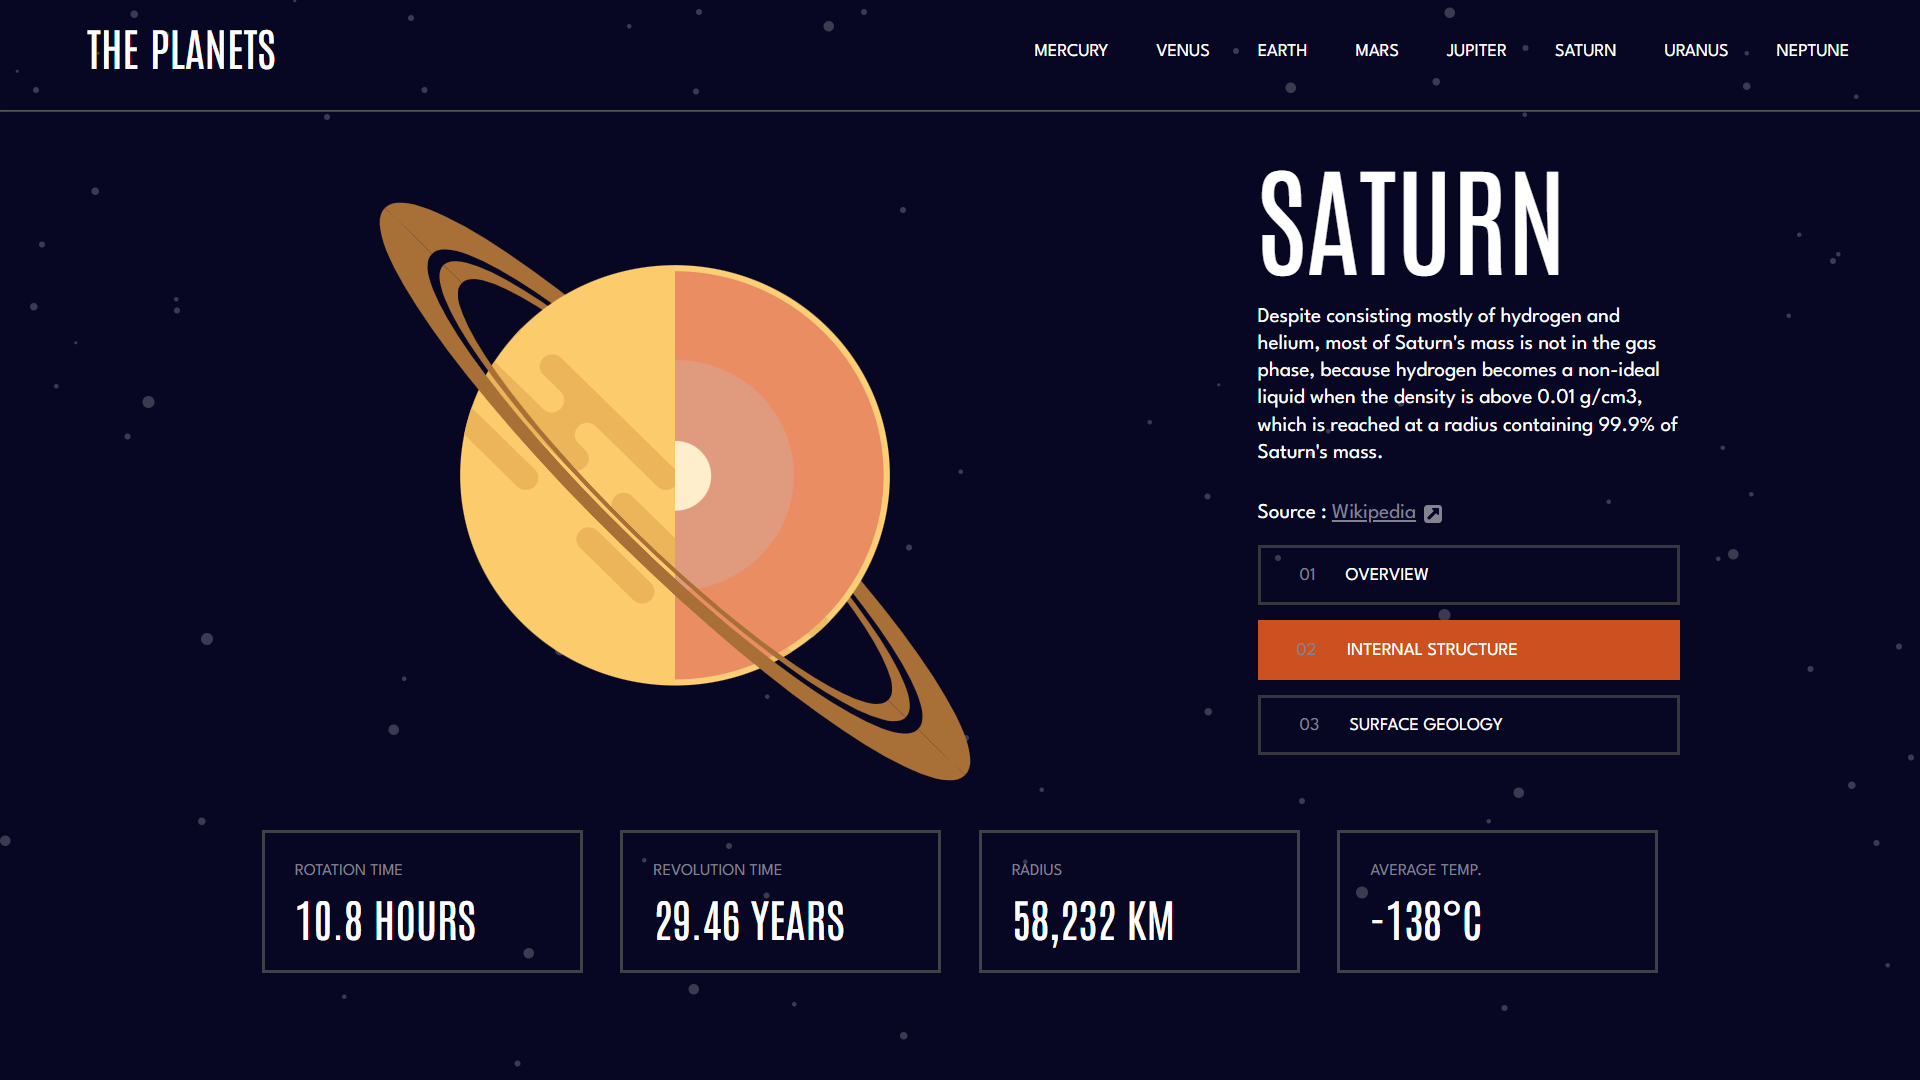 THE PLANETS
MERCURY VENUS EARTH MARS JUPITER SATURN URANUS NEPTUNE
SATURN
Despite consisting mostly of hydrogen and
helium, most of Saturn's mass is not in the gas
phase, because hydrogen becomes a non-ideal
liquid when the density is above 0.01 g/cm3,
which is reached at a radius containing 99.9% of
Saturn's mass.
Source : Wikipedia
01 OVERVIEW
02 INTERNAL STRUCTURE
03 SURFACE GEOLOGY
ROTATION TIME
10.8 HOURS
REVOLUTION TIME
29.46 YEARS
RADIUS
58,232 KM
AVERAGE TEMP.
-138°C